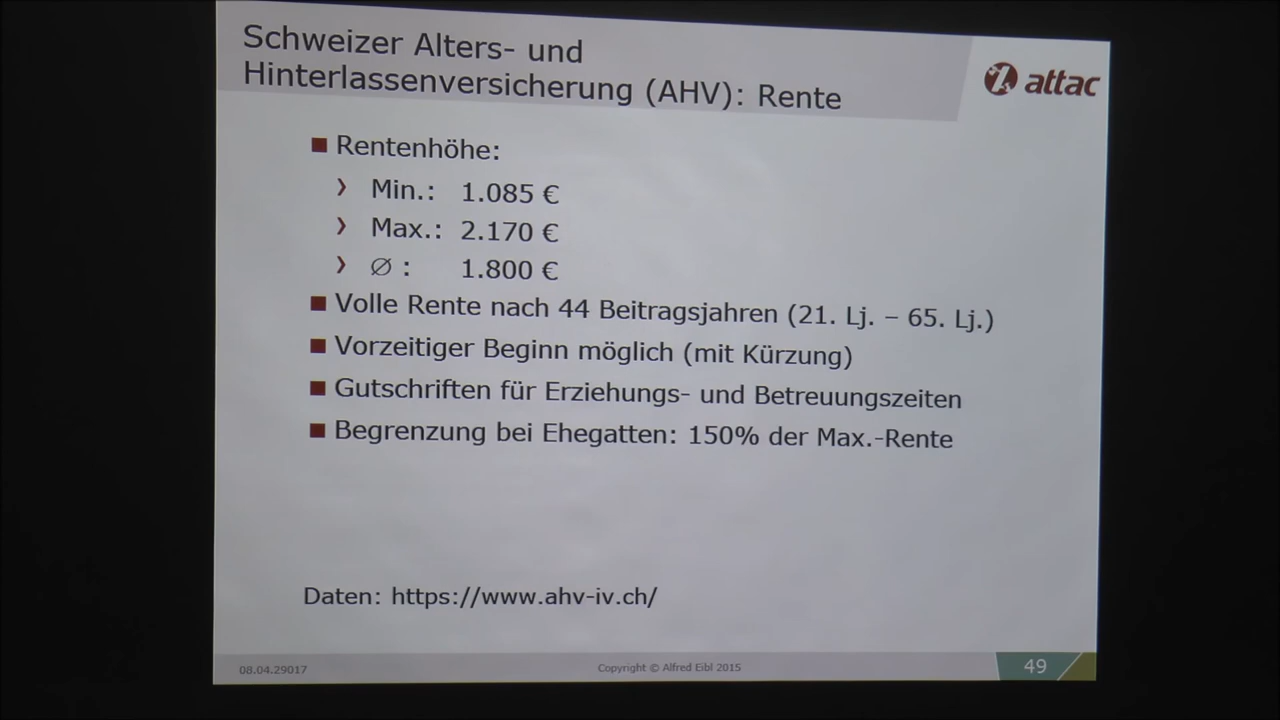 Schweizer Alters- und
Hinterlassenversicherung (AHV): Rente
attac
■ Rentenhöhe:
› Min.: 1.085 €
› Max.: 2.170 €
› ∅ : 1.800 €
■ Volle Rente nach 44 Beitragsjahren (21. Lj. – 65. Lj.)
■ Vorzeitiger Beginn möglich (mit Kürzung)
■ Gutschriften für Erziehungs- und Betreuungszeiten
■ Begrenzung bei Ehegatten: 150% der Max.-Rente
Daten: https://www.ahv-iv.ch/
08.04.29017
Copyright © Alfred Eibl 2015
49